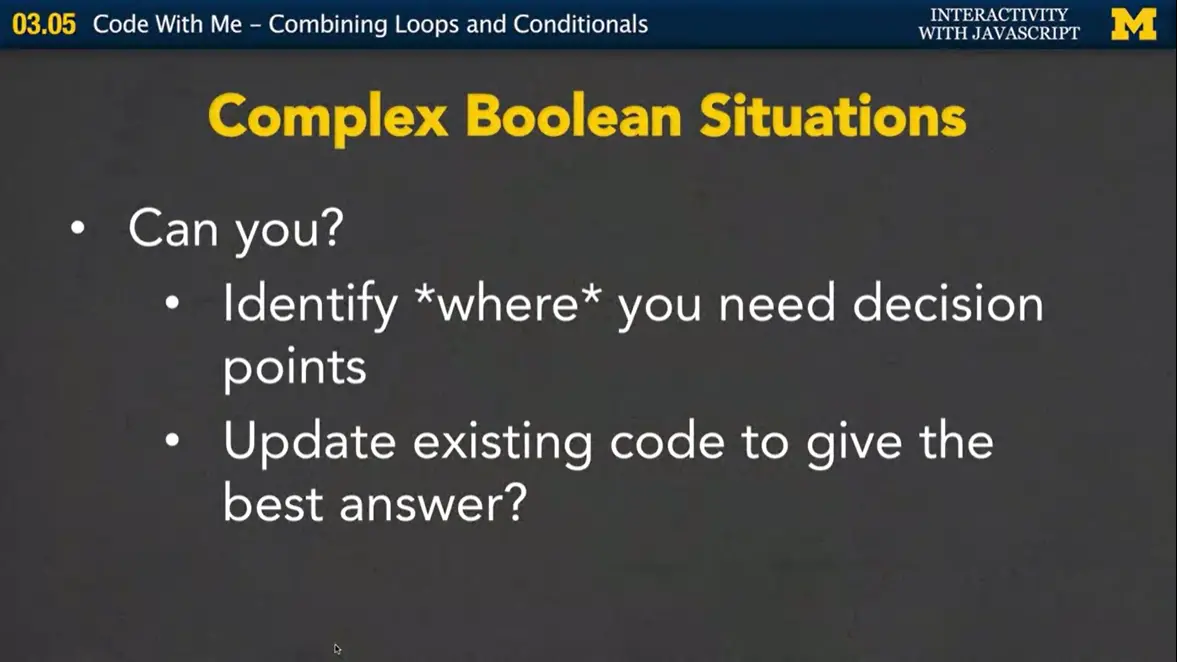 03.05 Code With Me – Combining Loops and Conditionals
INTERACTIVITY
WITH JAVASCRIPT
M
Complex Boolean Situations
• Can you?
• Identify *where* you need decision
points
• Update existing code to give the
best answer?